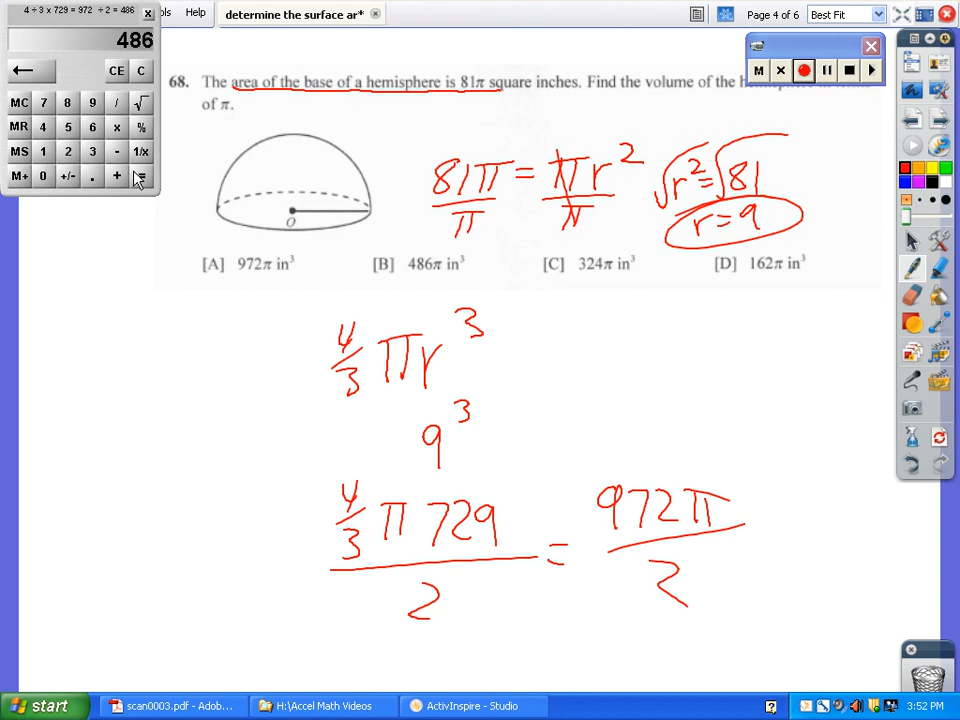 4 ÷ 3 x 729 = 972 ÷ 2 = 486
486
CE C
MC 7 8 9 / √
MR 4 5 6 x %
MS 1 2 3 - 1/x
M+ 0 +/- . + =
Help
determine the surface ar*
Page 4 of 6
Best Fit
M
68. The area of the base of a hemisphere is 81π square inches. Find the volume of the
of π.
81π/π = πr²/π
√r² = √81
r = 9
O
[A] 972π in³ [B] 486π in³ [C] 324π in³ [D] 162π in³
4/3 πr³
9³
4/3 π 729 / 2 = 972π / 2
start
scan0003.pdf - Adob...
H:\Accel Math Videos
ActivInspire - Studio
3:52 PM